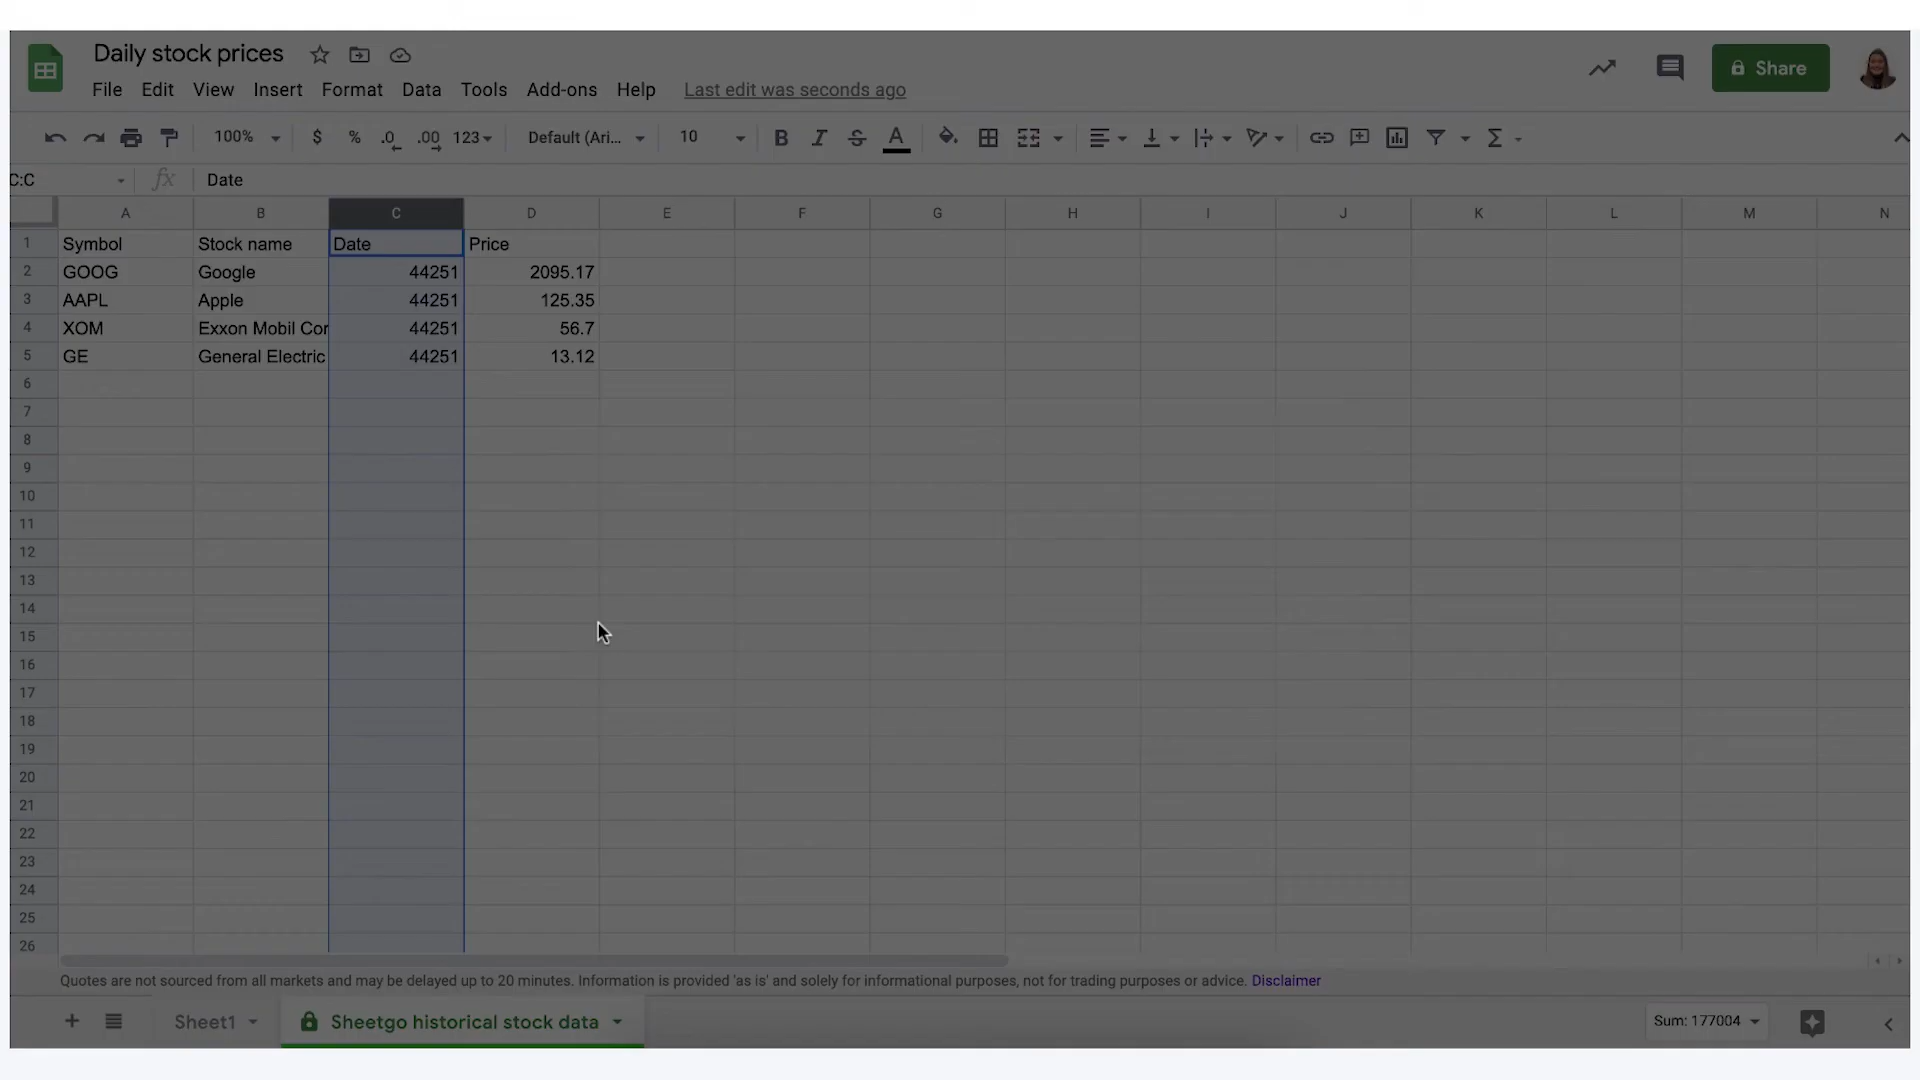 Daily stock prices
File Edit View Insert Format Data Tools Add-ons Help Last edit was seconds ago
Share
100% $ % .0 .00 123 Default (Ari... 10 B I S A Σ
C:C fx Date
A B C D E F G H I J K L M N
1 Symbol Stock name Date Price
2 GOOG Google 44251 2095.17
3 AAPL Apple 44251 125.35
4 XOM Exxon Mobil Cor 44251 56.7
5 GE General Electric 44251 13.12
6
7
8
9
10
11
12
13
14
15
16
17
18
19
20
21
22
23
24
25
26
Quotes are not sourced from all markets and may be delayed up to 20 minutes. Information is provided 'as is' and solely for informational purposes, not for trading purposes or advice. Disclaimer
+ Sheet1 Sheetgo historical stock data Sum: 177004